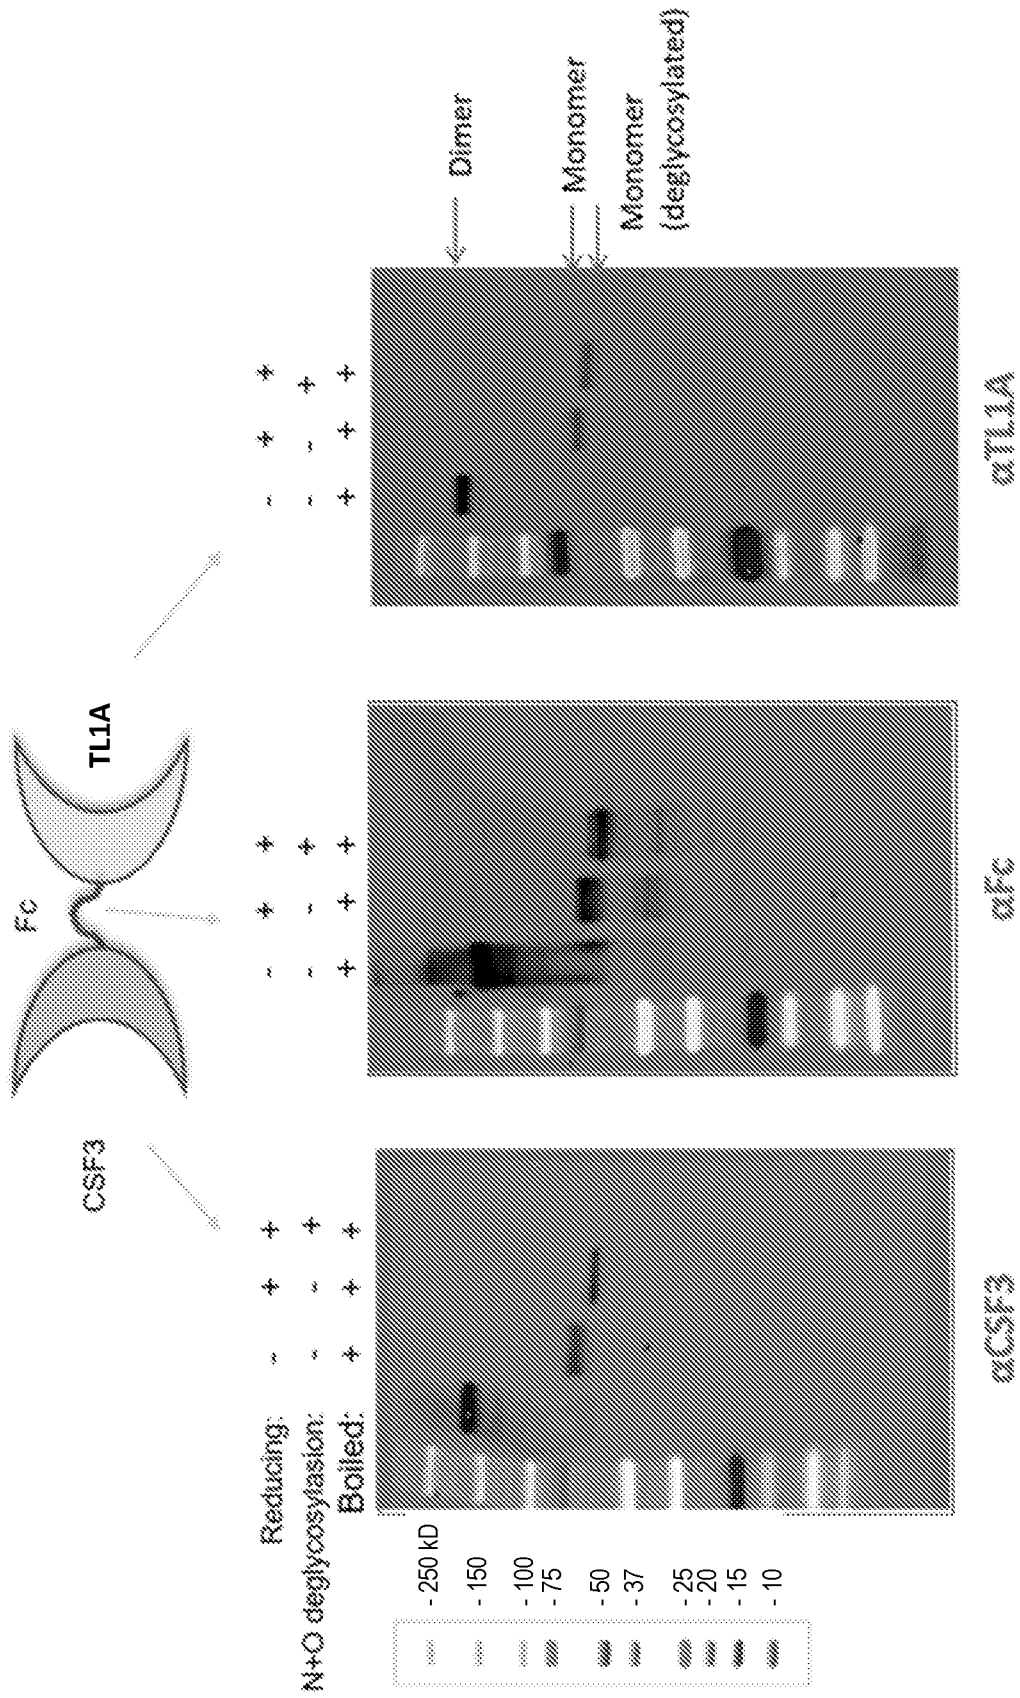 CSF3
Fc
TL1A
Reducing: - + + - + + - + +
N+O deglycosylasion: - - + - - + - - +
Boiled: + + + + + + + + +
- 250 kD
- 150
- 100
- 75
- 50
- 37
- 25
- 20
- 15
- 10
Dimer
Monomer
Monomer
(deglycosylated)
αCSF3
αFc
αTL1A